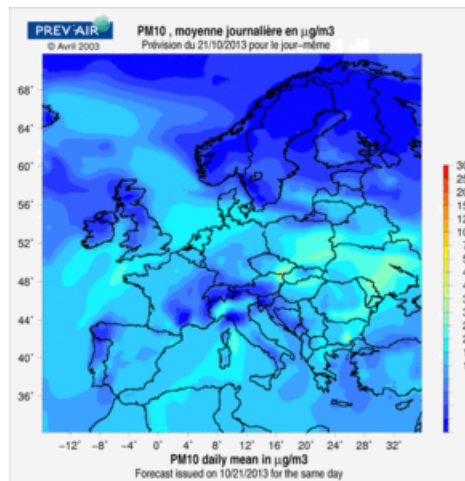 PREV'AIR
© Avril 2003
PM10 , moyenne journalière en µg/m3
Prévision du 21/10/2013 pour le jour-même
68°
64°
60°
56°
52°
48°
44°
40°
36°
−12° −8° −4° 0° 4° 8° 12° 16° 20° 24° 28° 32°
PM10 daily mean in µg/m3
Forecast issued on 10/21/2013 for the same day